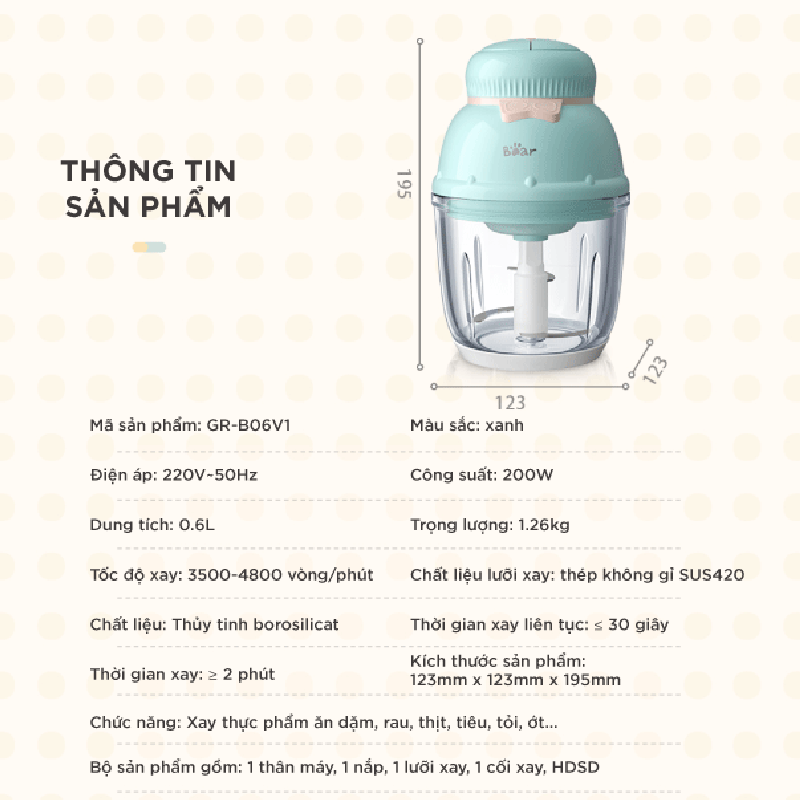 THÔNG TIN
SẢN PHẨM
Bear
195
123
123
Mã sản phẩm: GR-B06V1
Màu sắc: xanh
Điện áp: 220V~50Hz
Công suất: 200W
Dung tích: 0.6L
Trọng lượng: 1.26kg
Tốc độ xay: 3500-4800 vòng/phút
Chất liệu lưỡi xay: thép không gỉ SUS420
Chất liệu: Thủy tinh borosilicat
Thời gian xay liên tục: ≤ 30 giây
Thời gian xay: ≥ 2 phút
Kích thước sản phẩm:
123mm x 123mm x 195mm
Chức năng: Xay thực phẩm ăn dặm, rau, thịt, tiêu, tỏi, ớt...
Bộ sản phẩm gồm: 1 thân máy, 1 nắp, 1 lưỡi xay, 1 cối xay, HDSD